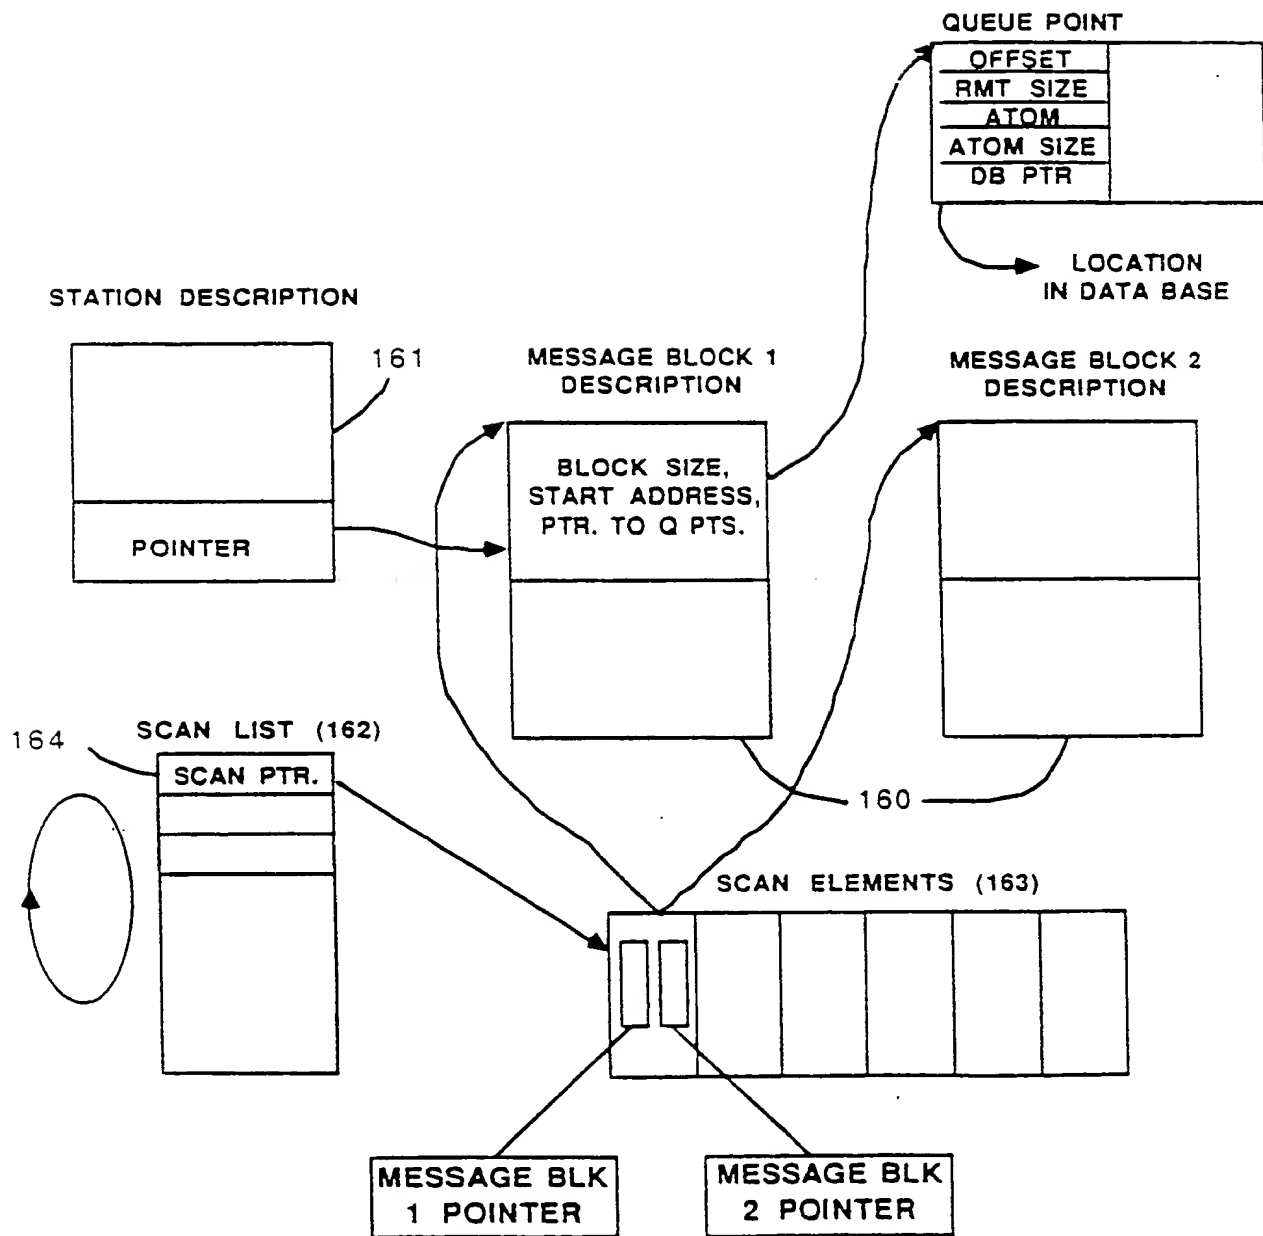 QUEUE POINT
OFFSET
RMT SIZE
ATOM
ATOM SIZE
DB PTR
LOCATION
IN DATA BASE
STATION DESCRIPTION
161
POINTER
MESSAGE BLOCK 1
DESCRIPTION
BLOCK SIZE,
START ADDRESS,
PTR. TO Q PTS.
MESSAGE BLOCK 2
DESCRIPTION
160
164
SCAN LIST (162)
SCAN PTR.
SCAN ELEMENTS (163)
MESSAGE BLK
1 POINTER
MESSAGE BLK
2 POINTER